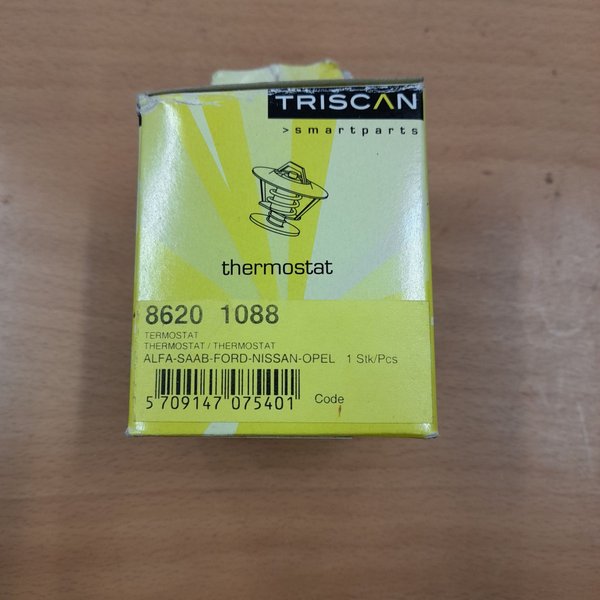 TRISCAN
>smartparts
thermostat
8620 1088
TERMOSTAT
THERMOSTAT / THERMOSTAT
ALFA-SAAB-FORD-NISSAN-OPEL 1 Stk/Pcs
5 709147 075401 Code